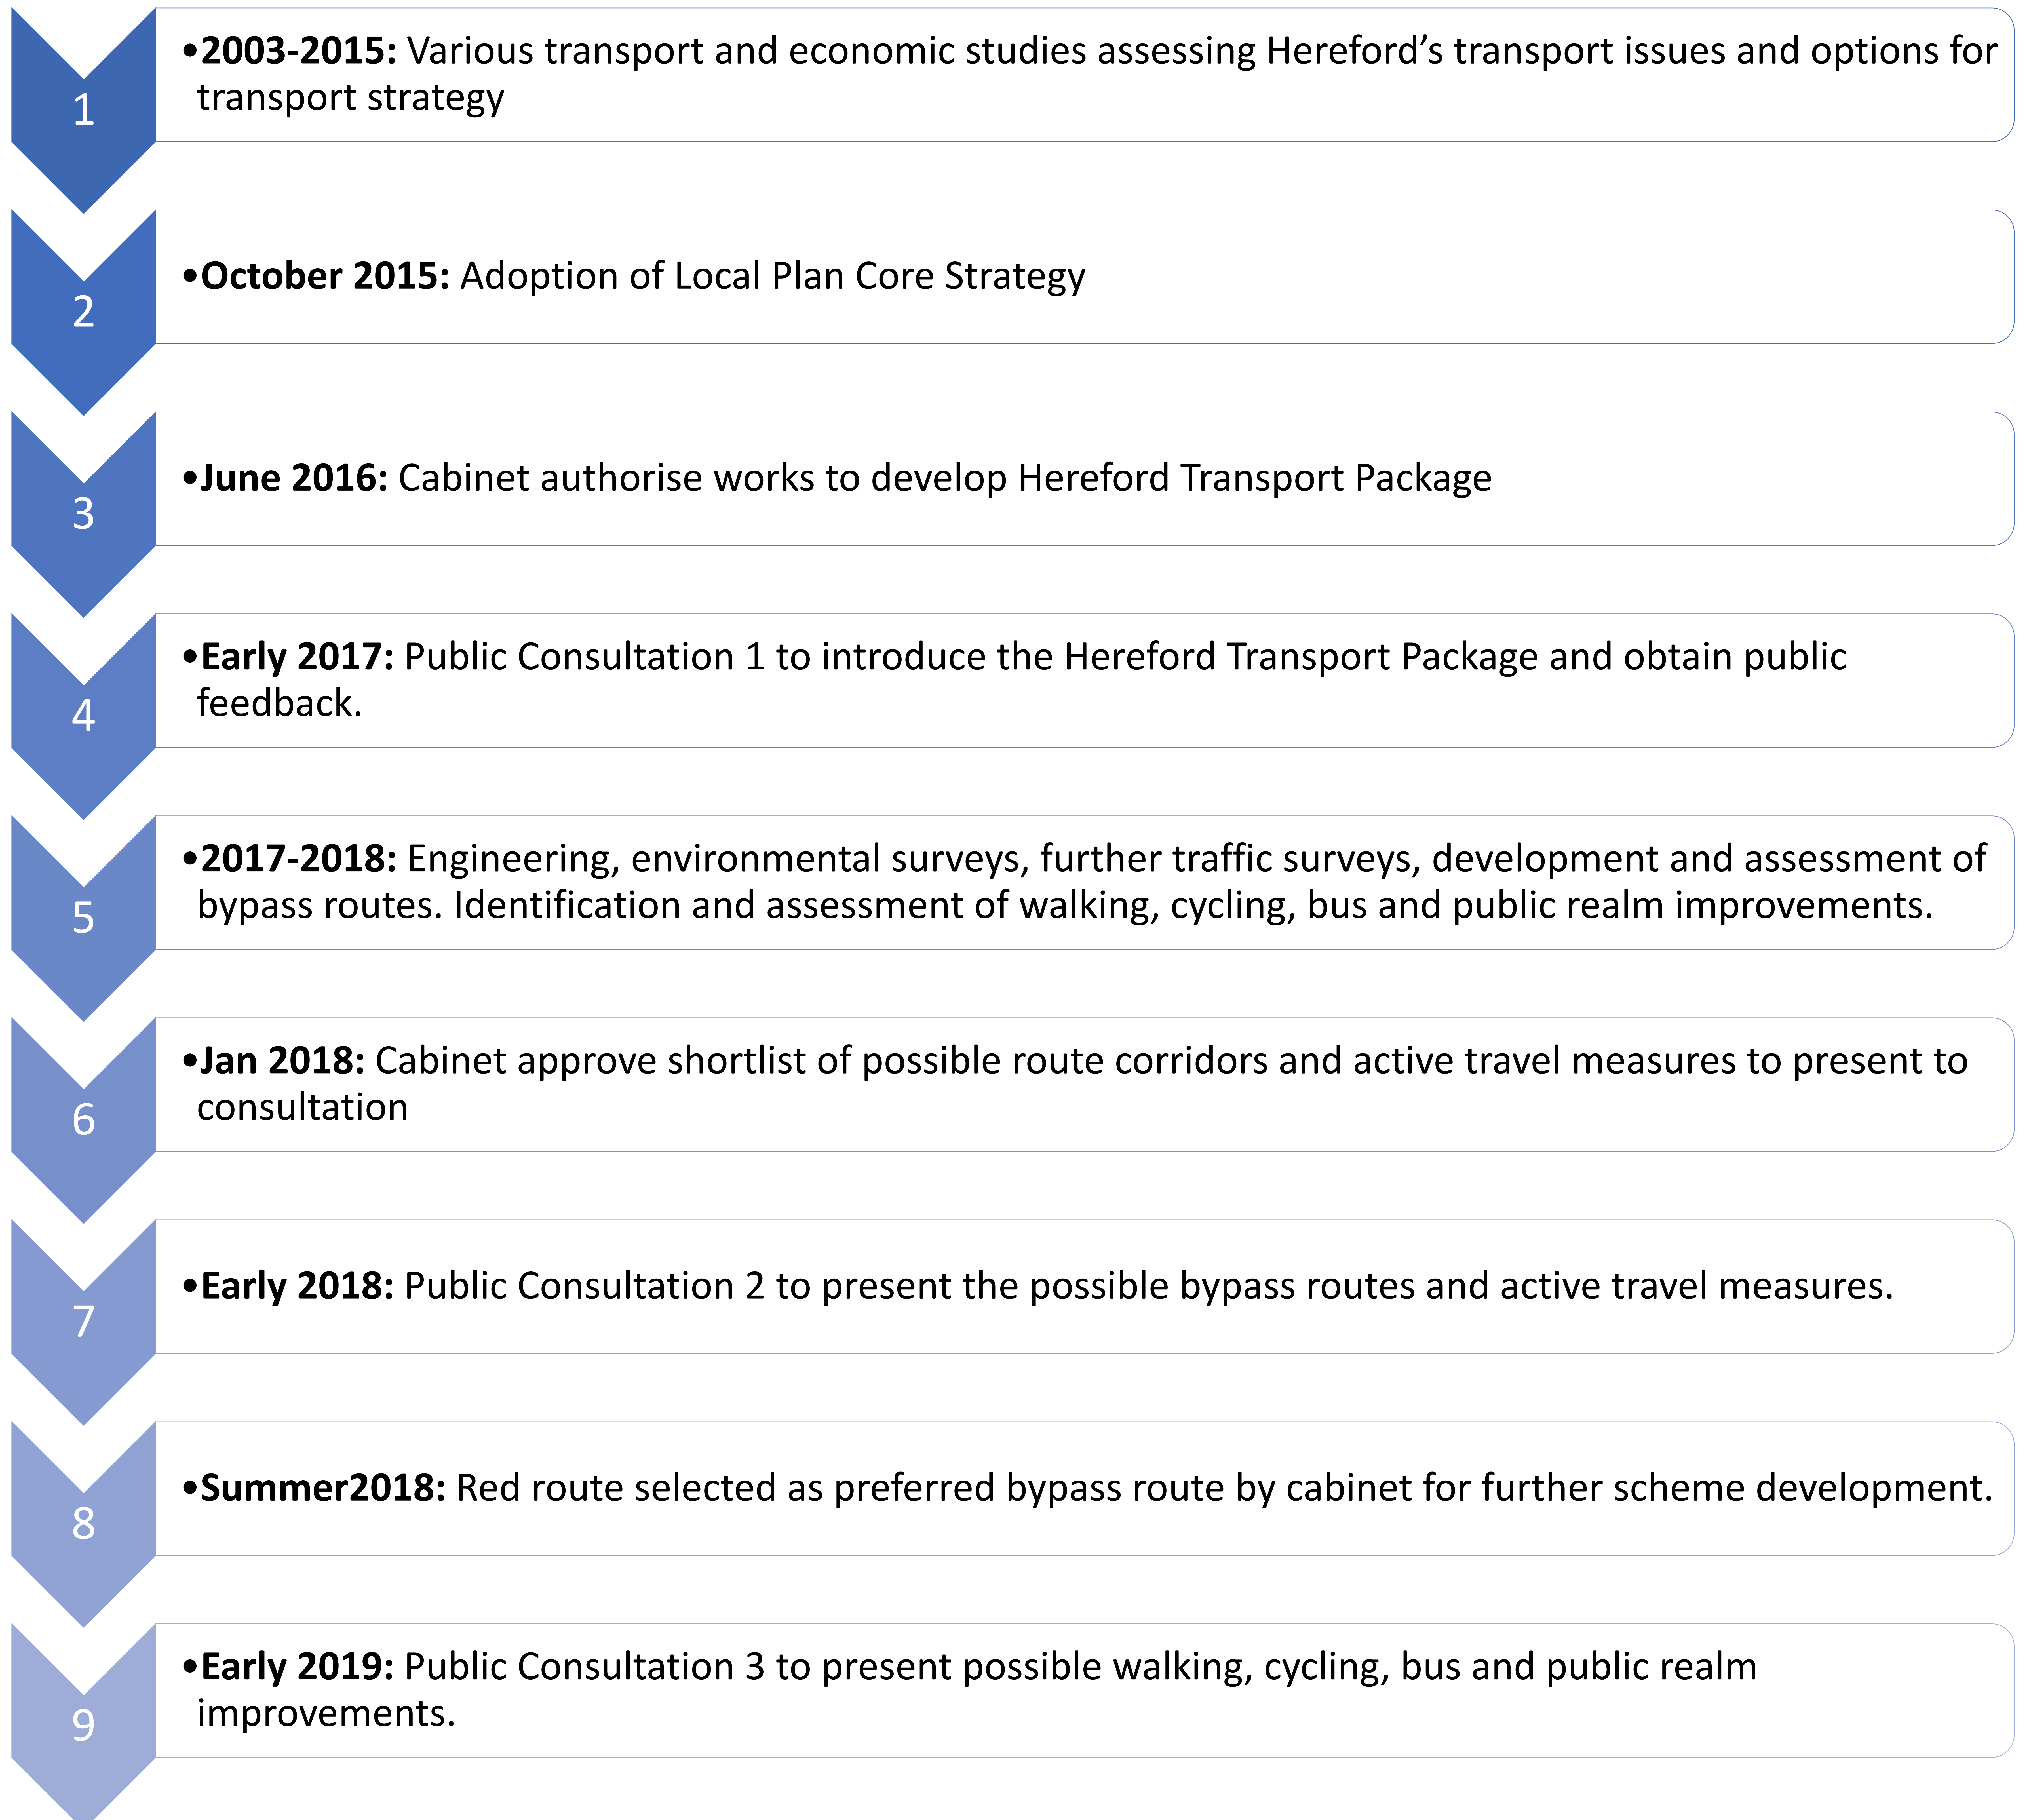 1
•2003-2015: Various transport and economic studies assessing Hereford’s transport issues and options for
transport strategy
2
•October 2015: Adoption of Local Plan Core Strategy
3
•June 2016: Cabinet authorise works to develop Hereford Transport Package
4
•Early 2017: Public Consultation 1 to introduce the Hereford Transport Package and obtain public
feedback.
5
•2017-2018: Engineering, environmental surveys, further traffic surveys, development and assessment of
bypass routes. Identification and assessment of walking, cycling, bus and public realm improvements.
6
•Jan 2018: Cabinet approve shortlist of possible route corridors and active travel measures to present to
consultation
7
•Early 2018: Public Consultation 2 to present the possible bypass routes and active travel measures.
8
•Summer2018: Red route selected as preferred bypass route by cabinet for further scheme development.
9
•Early 2019: Public Consultation 3 to present possible walking, cycling, bus and public realm
improvements.